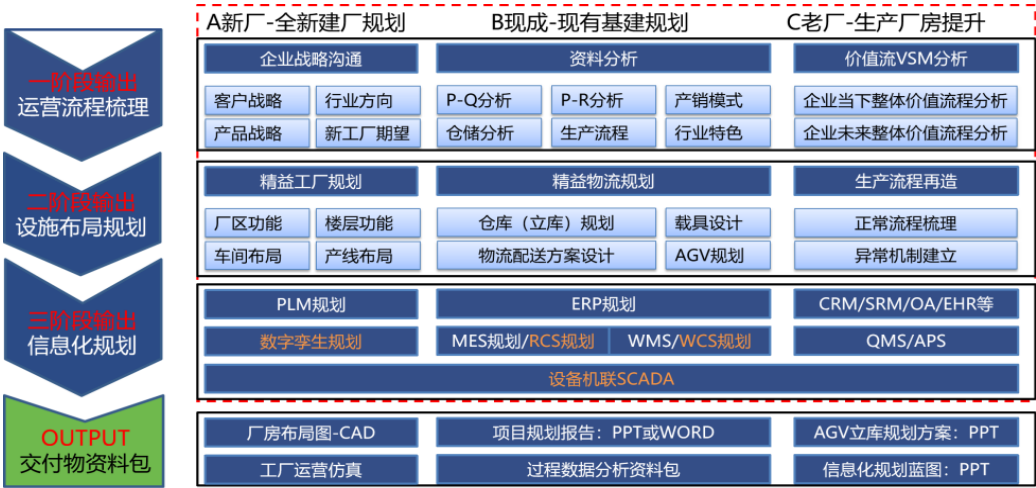 A新厂-全新建厂规划 B现成-现有基建规划 C老厂-生产厂房提升
一阶段输出
运营流程梳理
企业战略沟通 资料分析 价值流VSM分析
客户战略 行业方向 P-Q分析 P-R分析 产销模式 企业当下整体价值流程分析
产品战略 新工厂期望 仓储分析 生产流程 行业特色 企业未来整体价值流程分析
二阶段输出
设施布局规划
精益工厂规划 精益物流规划 生产流程再造
厂区功能 楼层功能 仓库（立库）规划 载具设计 正常流程梳理
车间布局 产线布局 物流配送方案设计 AGV规划 异常机制建立
三阶段输出
信息化规划
PLM规划 ERP规划 CRM/SRM/OA/EHR等
数字孪生规划 MES规划/RCS规划 WMS/WCS规划 QMS/APS
设备机联SCADA
OUTPUT
交付物资料包
厂房布局图-CAD 项目规划报告：PPT或WORD AGV立库规划方案：PPT
工厂运营仿真 过程数据分析资料包 信息化规划蓝图：PPT